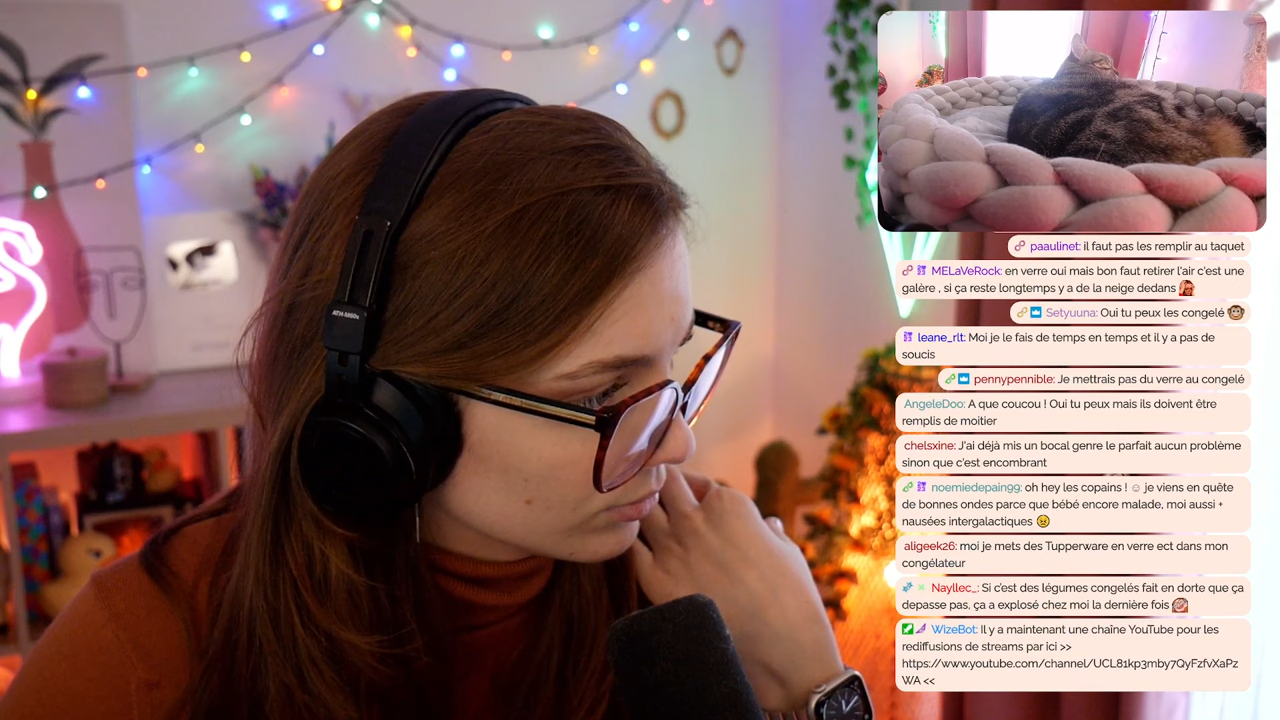 ATH-M50x
paaulinet: il faut pas les remplir au taquet
MELaVeRock: en verre oui mais bon faut retirer l'air c'est une
galère , si ça reste longtemps y a de la neige dedans
Setyuuna: Oui tu peux les congelé
leane_rlt: Moi je le fais de temps en temps et il y a pas de
soucis
pennypennible: Je mettrais pas du verre au congelé
AngeleDoo: A que coucou ! Oui tu peux mais ils doivent être
remplis de moitier
chelsxine: J'ai déjà mis un bocal genre le parfait aucun problème
sinon que c'est encombrant
noemiedepain99: oh hey les copains ! ☺ je viens en quête
de bonnes ondes parce que bébé encore malade, moi aussi +
nausées intergalactiques 😣
aligeek26: moi je mets des Tupperware en verre ect dans mon
congélateur
Nayllec_: Si c'est des légumes congelés fait en dorte que ça
depasse pas, ça a explosé chez moi la dernière fois
WizeBot: Il y a maintenant une chaîne YouTube pour les
rediffusions de streams par ici >>
https://www.youtube.com/channel/UCL81kp3mby7QyFzfvXaPz
WA <<